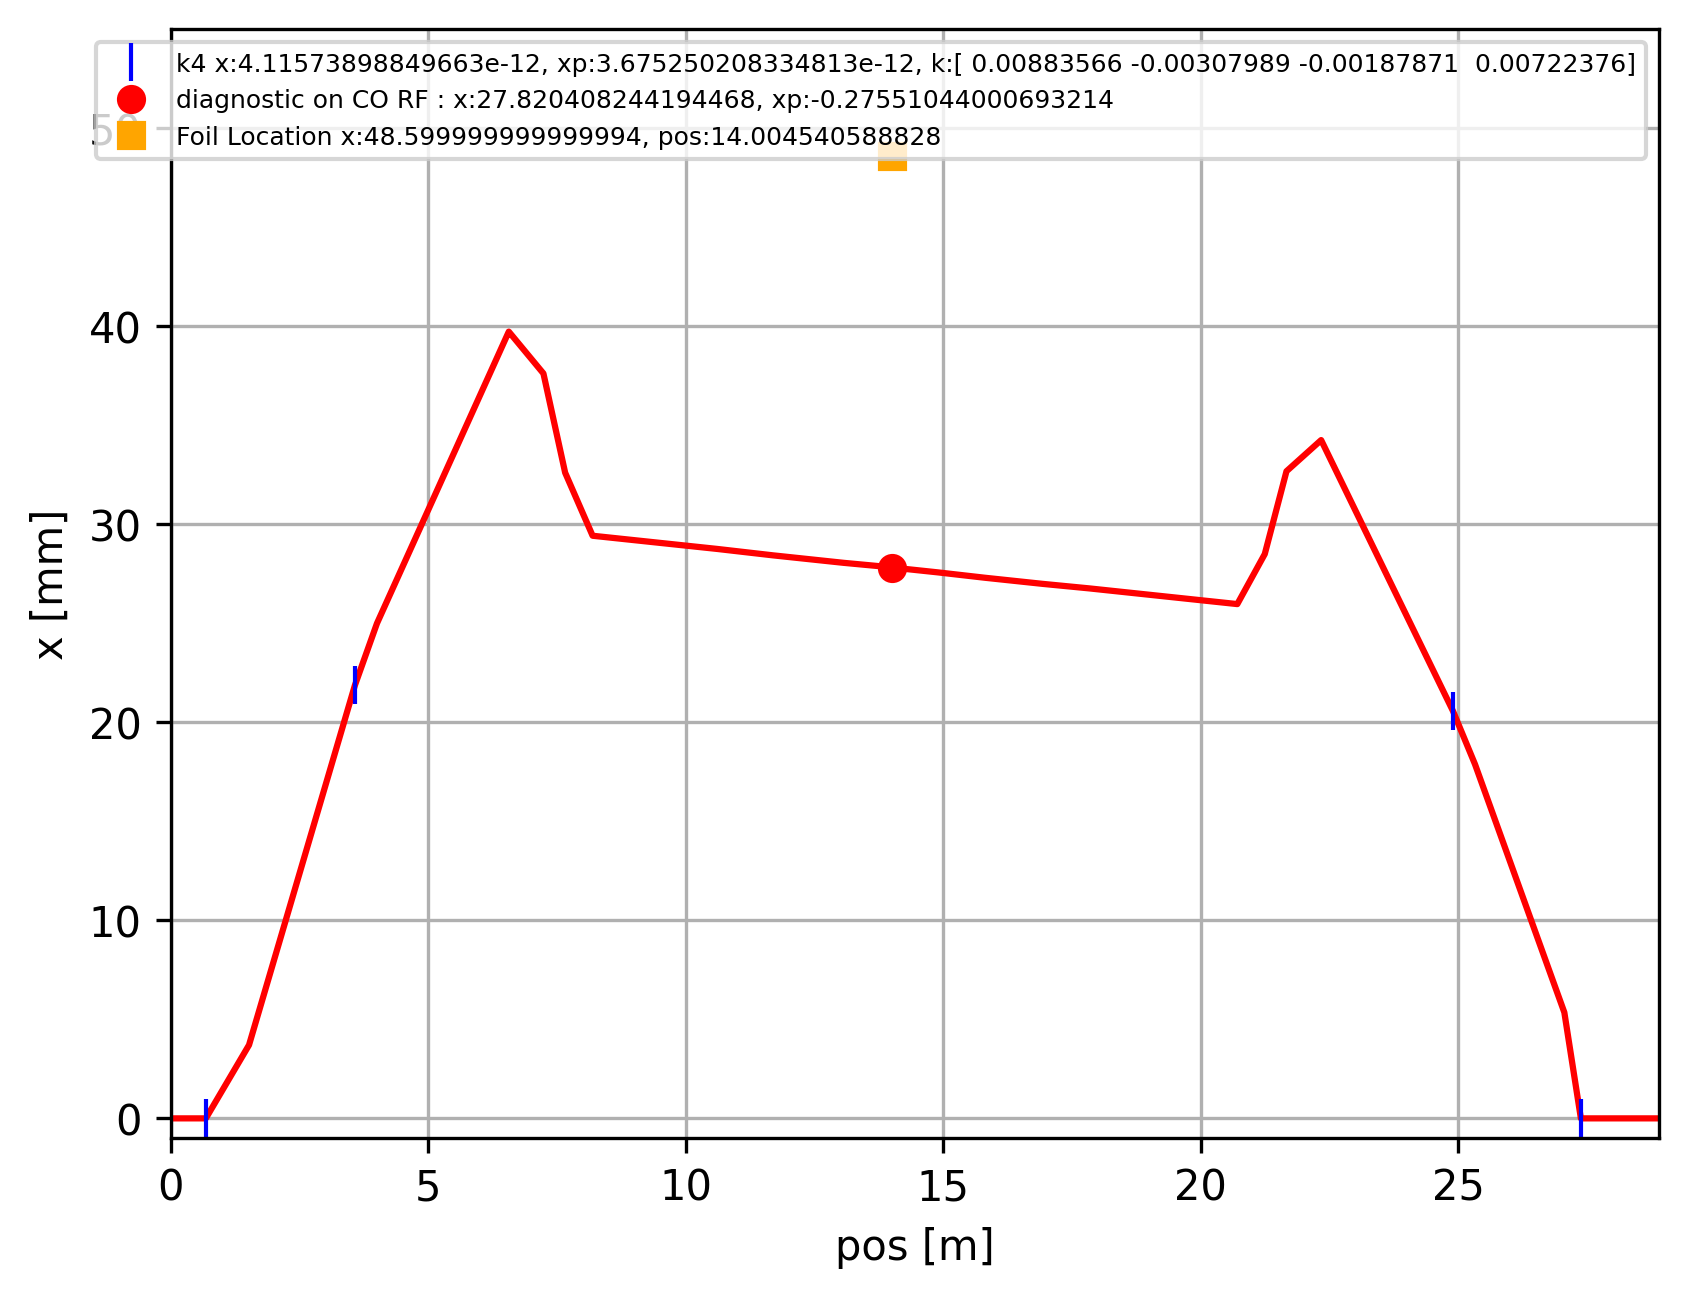 k4 x:4.11573898849663e-12, xp:3.675250208334813e-12, k:[ 0.00883566 -0.00307989 -0.00187871  0.00722376]
diagnostic on CO RF : x:27.820408244194468, xp:-0.27551044000693214
Foil Location x:48.599999999999994, pos:14.004540588828
50
40
30
20
10
0
x [mm]
0 5 10 15 20 25
pos [m]